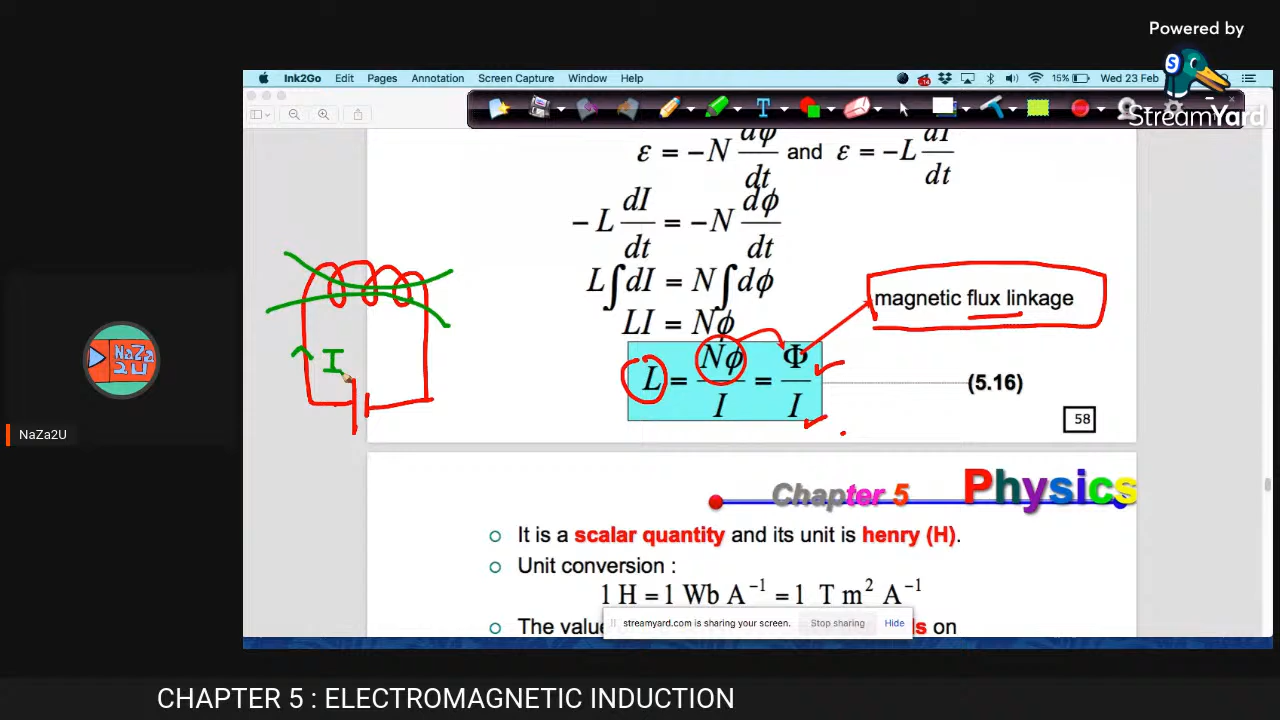 Powered by
StreamYard
Ink2Go Edit Pages Annotation Screen Capture Window Help 15% Wed 23 Feb
ε = −N dφ/dt and ε = −L dI/dt
−L dI/dt = −N dφ/dt
L∫dI = N∫dφ
LI = Nφ
magnetic flux linkage
L = Nφ/I = Φ/I (5.16)
I
58
Chapter 5 Physics
It is a scalar quantity and its unit is henry (H).
Unit conversion :
1 H = 1 Wb A⁻¹ = 1 T m² A⁻¹
streamyard.com is sharing your screen. Stop sharing Hide
The on
NaZa
2U
NaZa2U
CHAPTER 5 : ELECTROMAGNETIC INDUCTION